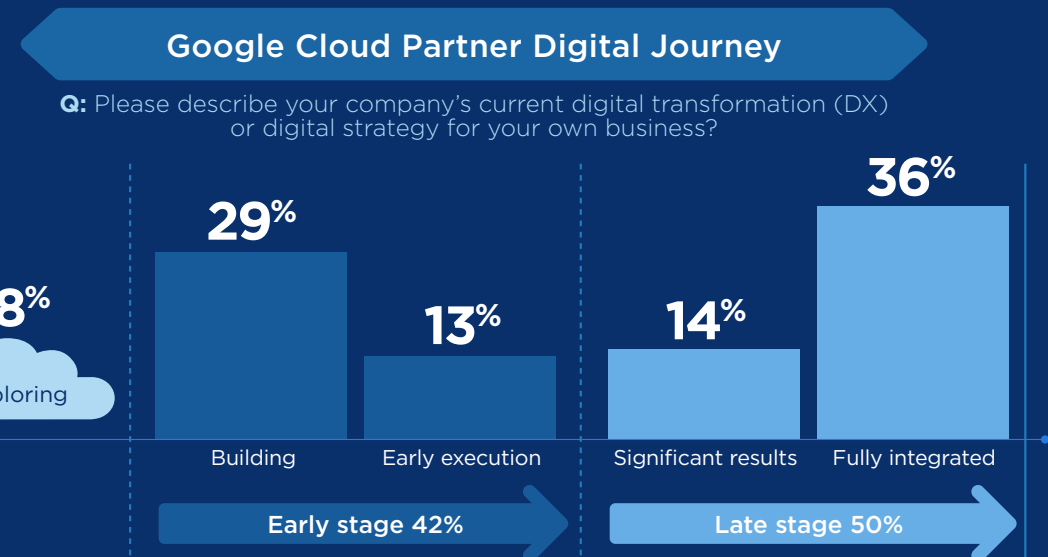 Google Cloud Partner Digital Journey
Q: Please describe your company's current digital transformation (DX)
or digital strategy for your own business?
36%
29%
8%
14%
13%
Building
Early execution
Significant results
Fully integrated
Early stage 42%
Late stage 50%